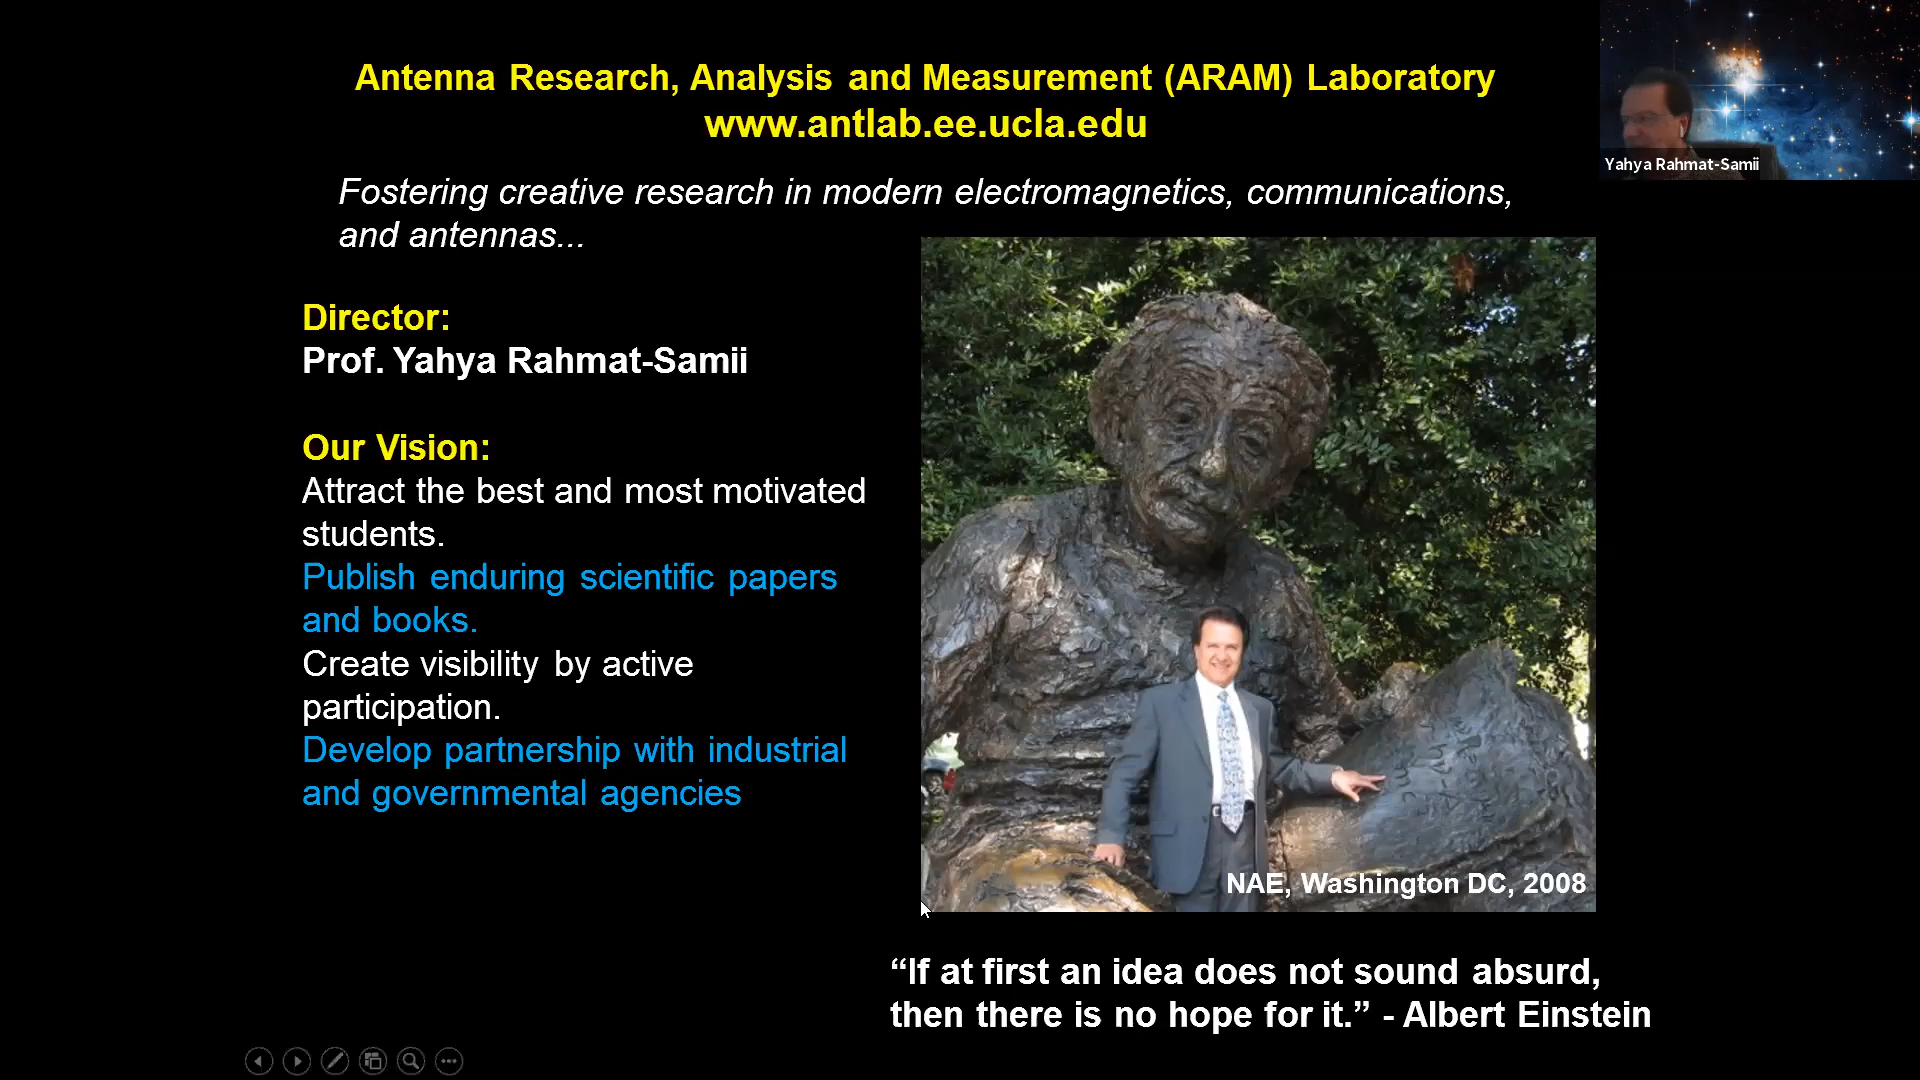 Antenna Research, Analysis and Measurement (ARAM) Laboratory
www.antlab.ee.ucla.edu
Yahya Rahmat-Samii
Fostering creative research in modern electromagnetics, communications,
and antennas...
Director:
Prof. Yahya Rahmat-Samii
Our Vision:
Attract the best and most motivated
students.
Publish enduring scientific papers
and books.
Create visibility by active
participation.
Develop partnership with industrial
and governmental agencies
NAE, Washington DC, 2008
“If at first an idea does not sound absurd,
then there is no hope for it.” - Albert Einstein